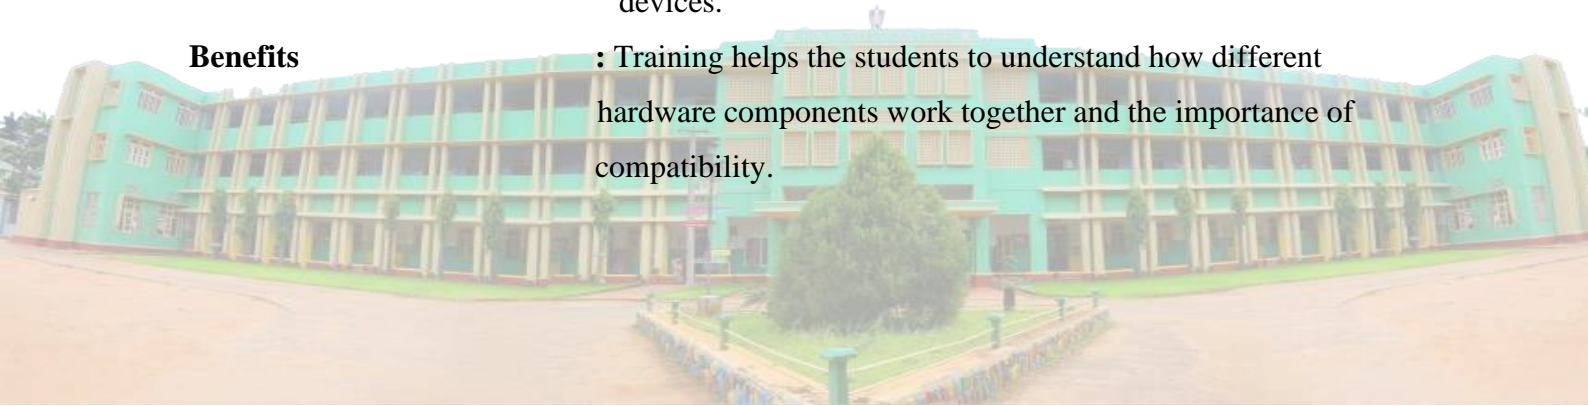 devices.
Benefits : Training helps the students to understand how different
hardware components work together and the importance of
compatibility.